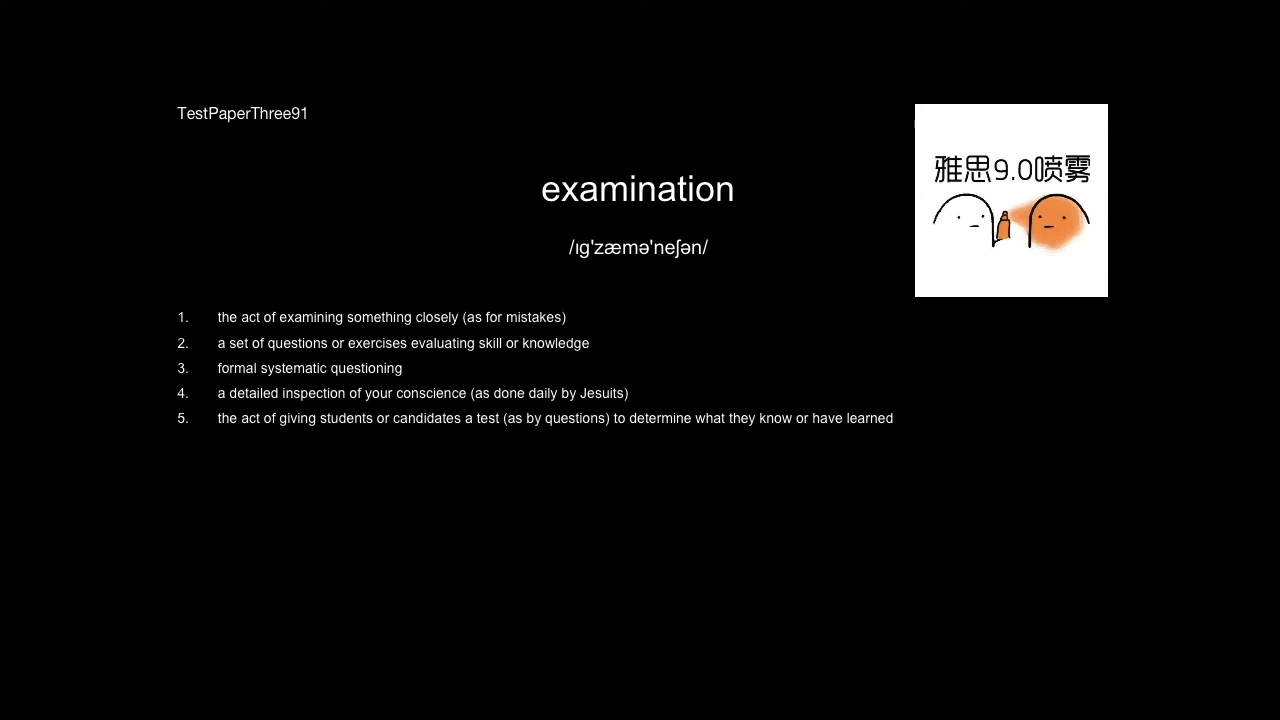 TestPaperThree91
雅思9.0喷雾
examination
/ɪg'zæmə'neʃən/
1. the act of examining something closely (as for mistakes)
2. a set of questions or exercises evaluating skill or knowledge
3. formal systematic questioning
4. a detailed inspection of your conscience (as done daily by Jesuits)
5. the act of giving students or candidates a test (as by questions) to determine what they know or have learned